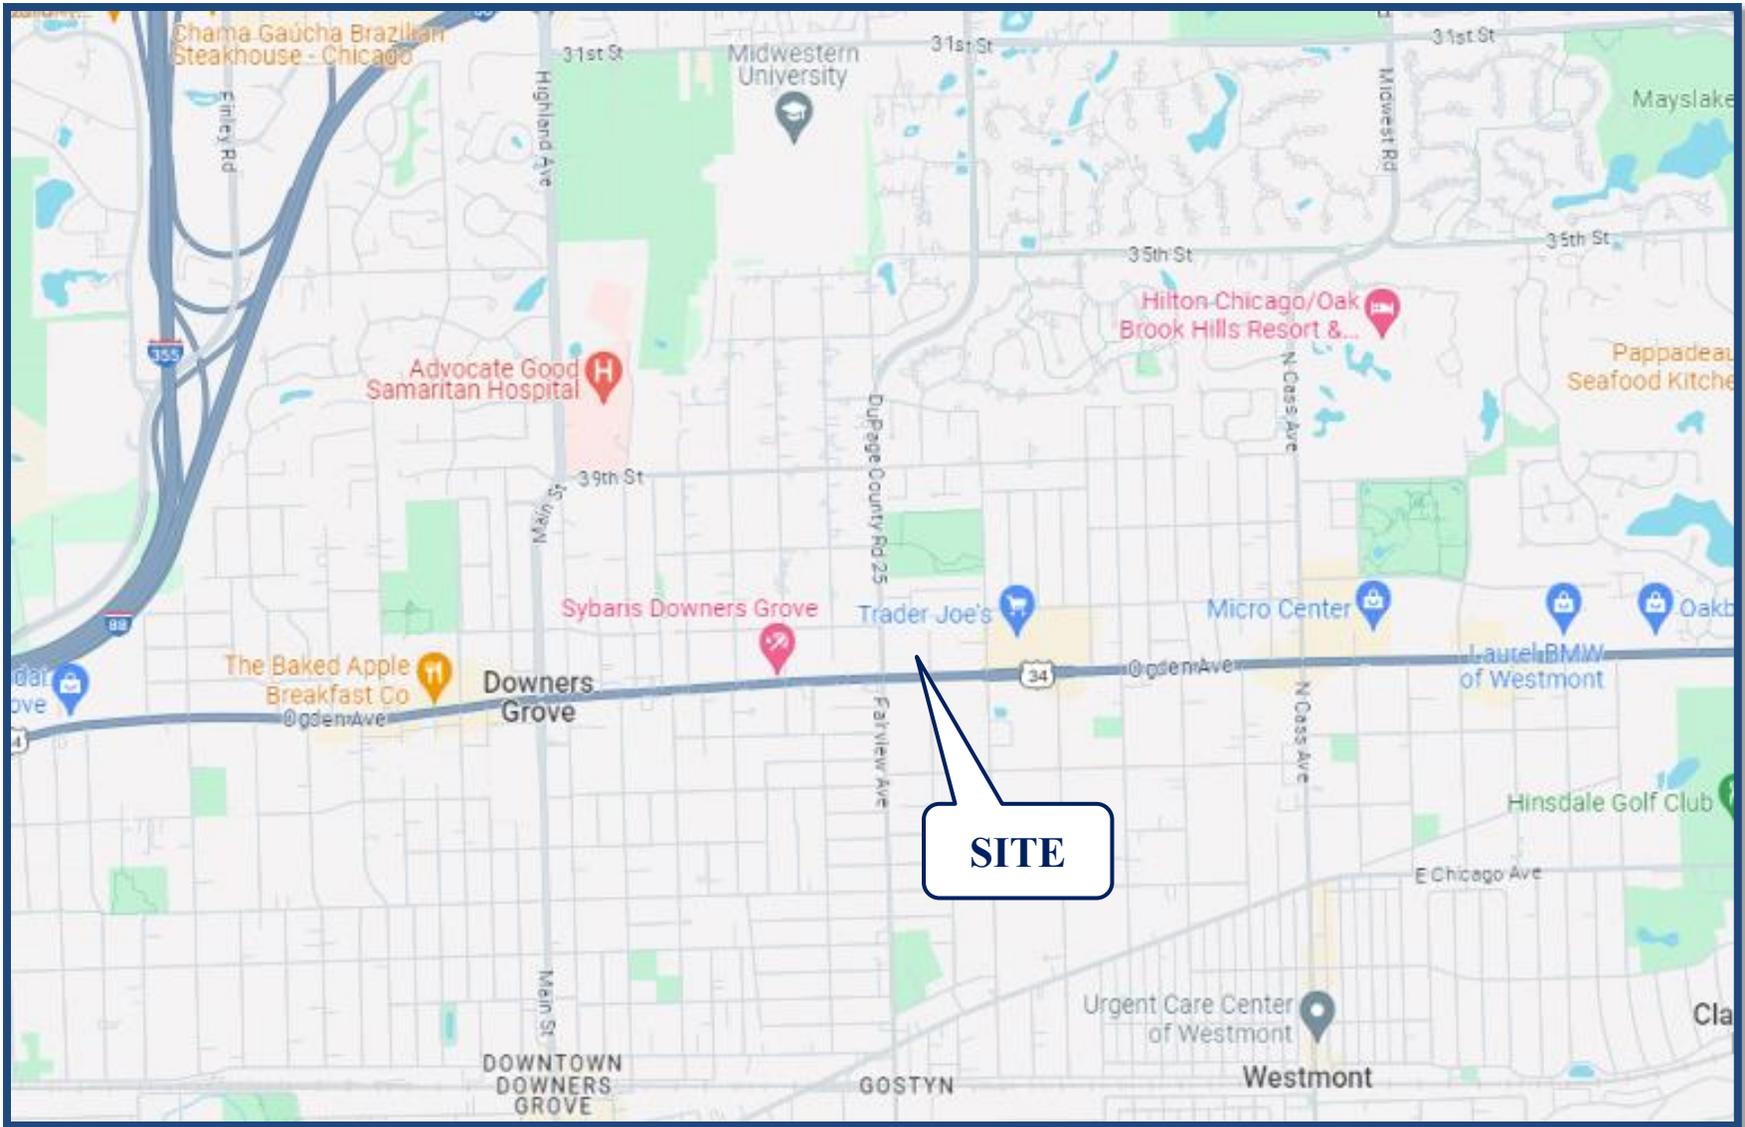 Chama Gaúcha Brazilian
Steakhouse - Chicago
31st St
Midwestern
University
31st St
31st St
Finley Rd
Highland Ave
Midwest Rd
Mayslake
35th St
35th St
Hilton Chicago/Oak
Brook Hills Resort &...
355
Advocate Good
Samaritan Hospital
H
N Cass Ave
Pappadeau
Seafood Kitche
DuPage County Rd 25
39th St
Main St
Sybaris Downers Grove
Trader Joe's
Micro Center
Oakb
88
The Baked Apple
Breakfast Co
Downers
Grove
Ogden Ave
34
Ogden Ave
Laurel BMW
of Westmont
dal
ove
4
Fairview Ave
N Cass Ave
Hinsdale Golf Club
SITE
E Chicago Ave
Main St
Urgent Care Center
of Westmont
Cla
DOWNTOWN
DOWNERS
GROVE
GOSTYN
Westmont